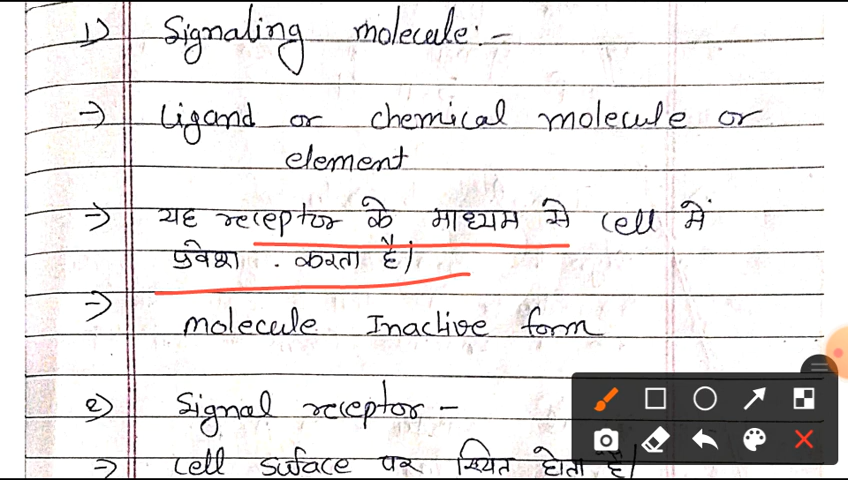 1) Signaling molecule:-
→ Ligand or chemical molecule or
element
→ यह receptor के माध्यम से cell में
प्रवेश . करता है।
→
molecule Inactive form
2) Signal receptor -
→ cell suface पर स्थित होता है।